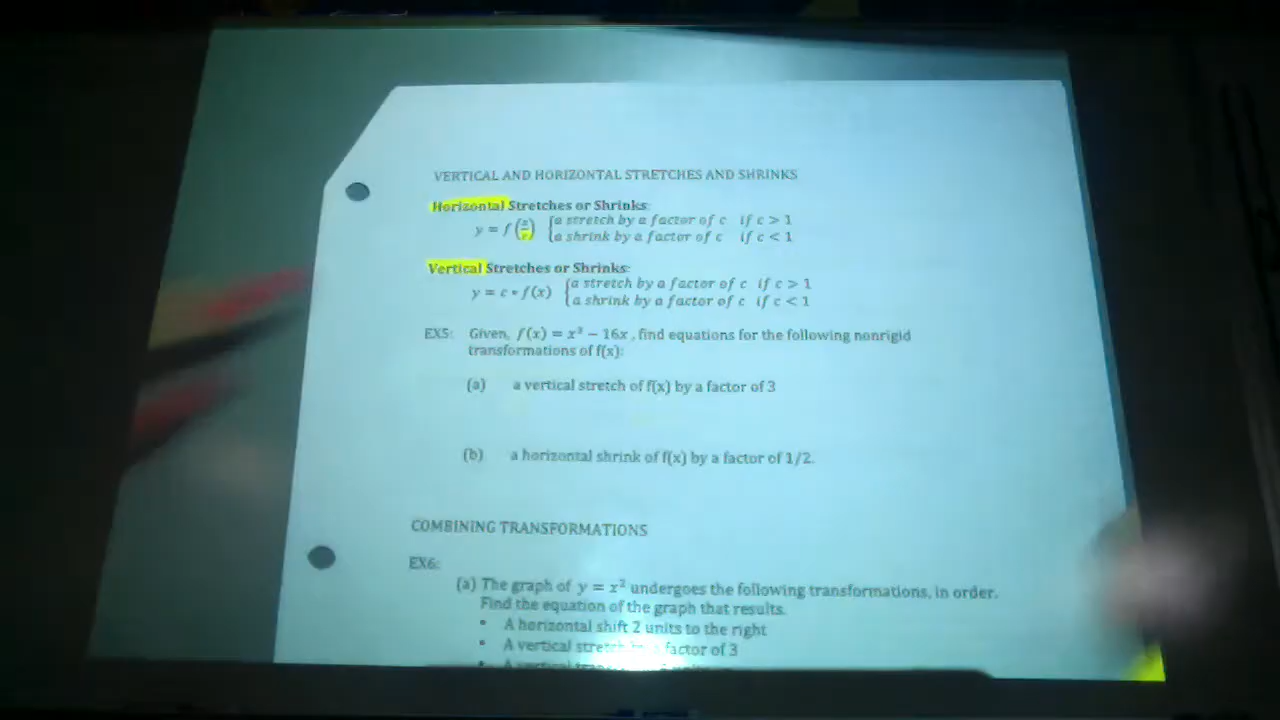 VERTICAL AND HORIZONTAL STRETCHES AND SHRINKS
Horizontal Stretches or Shrinks:
y = f(x/c) {a stretch by a factor of c if c > 1
a shrink by a factor of c if c < 1
Vertical Stretches or Shrinks:
y = c • f(x) {a stretch by a factor of c if c > 1
a shrink by a factor of c if c < 1
EX5: Given, f(x) = x³ − 16x, find equations for the following nonrigid
transformations of f(x):
(a) a vertical stretch of f(x) by a factor of 3
(b) a horizontal shrink of f(x) by a factor of 1/2.
COMBINING TRANSFORMATIONS
EX6:
(a) The graph of y = x² undergoes the following transformations, in order.
Find the equation of the graph that results.
• A horizontal shift 2 units to the right
• A vertical stretch by a factor of 3
• A vertical